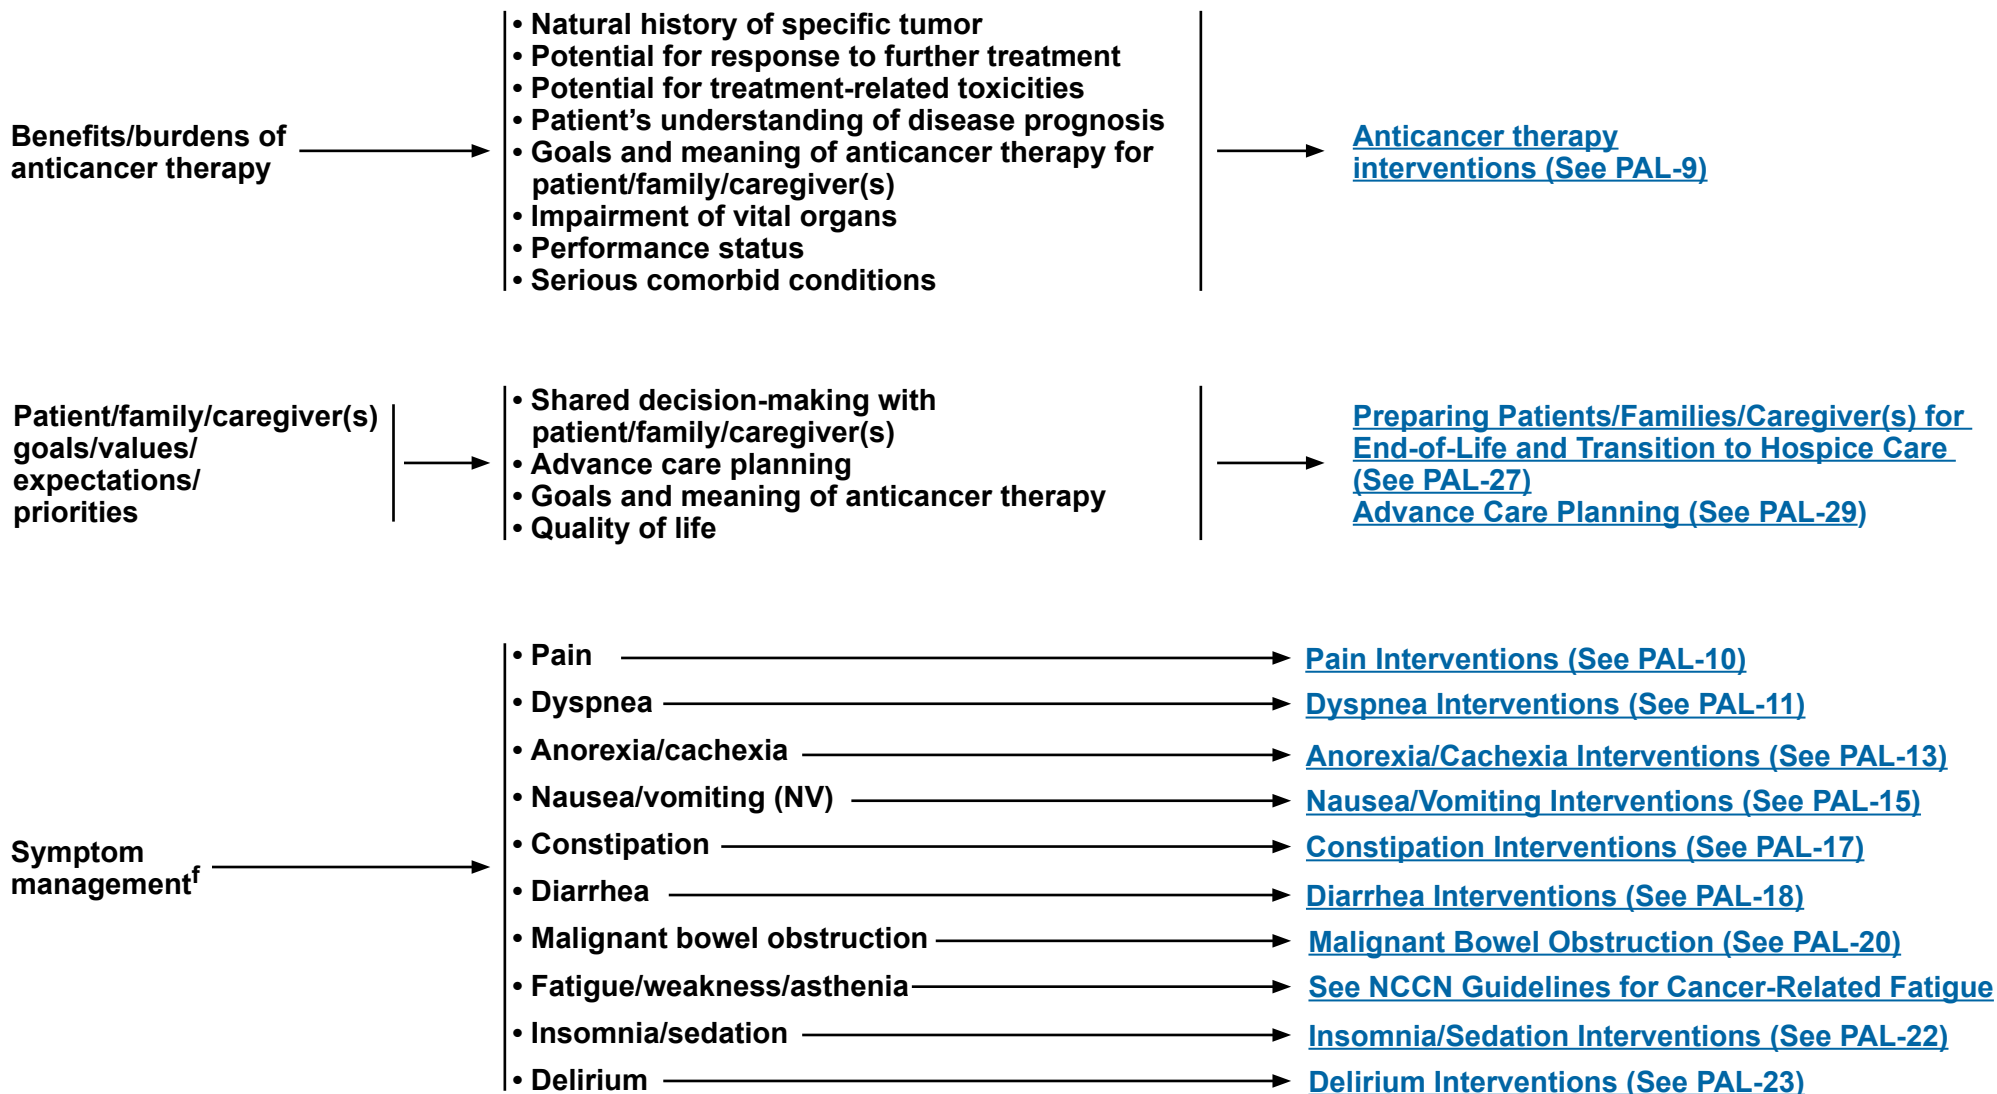 Benefits/burdens of
anticancer therapy
• Natural history of specific tumor
• Potential for response to further treatment
• Potential for treatment-related toxicities
• Patient’s understanding of disease prognosis
• Goals and meaning of anticancer therapy for
patient/family/caregiver(s)
• Impairment of vital organs
• Performance status
• Serious comorbid conditions
Anticancer therapy
interventions (See PAL-9)
Patient/family/caregiver(s)
goals/values/
expectations/
priorities
• Shared decision-making with
patient/family/caregiver(s)
• Advance care planning
• Goals and meaning of anticancer therapy
• Quality of life
Preparing Patients/Families/Caregiver(s) for
End-of-Life and Transition to Hospice Care
(See PAL-27)
Advance Care Planning (See PAL-29)
Symptom
managementf
• Pain
Pain Interventions (See PAL-10)
• Dyspnea
Dyspnea Interventions (See PAL-11)
• Anorexia/cachexia
Anorexia/Cachexia Interventions (See PAL-13)
• Nausea/vomiting (NV)
Nausea/Vomiting Interventions (See PAL-15)
• Constipation
Constipation Interventions (See PAL-17)
• Diarrhea
Diarrhea Interventions (See PAL-18)
• Malignant bowel obstruction
Malignant Bowel Obstruction (See PAL-20)
• Fatigue/weakness/asthenia
See NCCN Guidelines for Cancer-Related Fatigue
• Insomnia/sedation
Insomnia/Sedation Interventions (See PAL-22)
• Delirium
Delirium Interventions (See PAL-23)